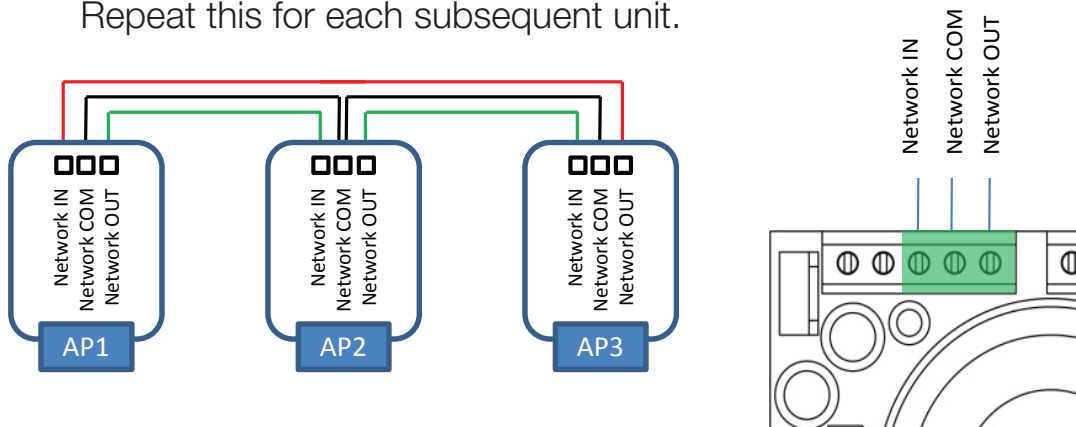 Repeat this for each subsequent unit.
Network IN
Network COM
Network OUT
AP1
Network IN
Network COM
Network OUT
AP2
Network IN
Network COM
Network OUT
AP3
Network IN
Network COM
Network OUT